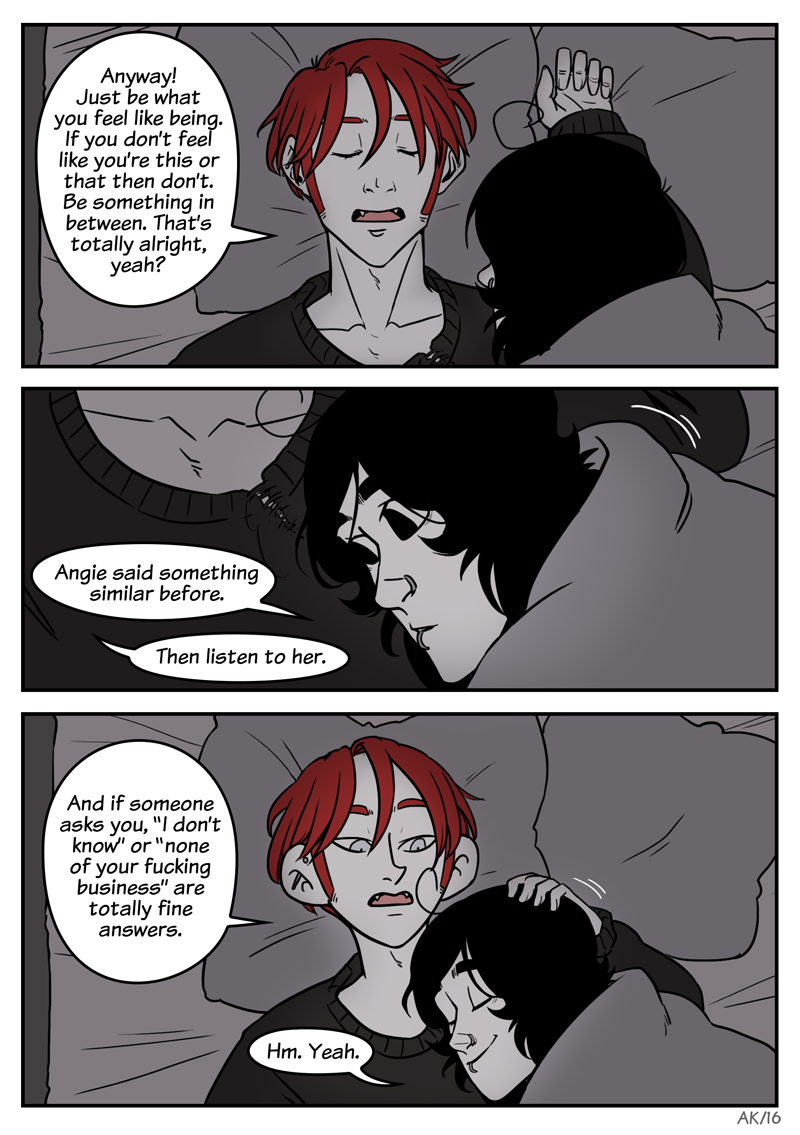 Anyway!
Just be what
you feel like being.
If you don't feel
like you're this or
that then don't.
Be something in
between. That's
totally alright,
yeah?
Angie said something
similar before.
Then listen to her.
And if someone
asks you, "I don't
know" or "none
of your fucking
business" are
totally fine
answers.
Hm. Yeah.
AK/16